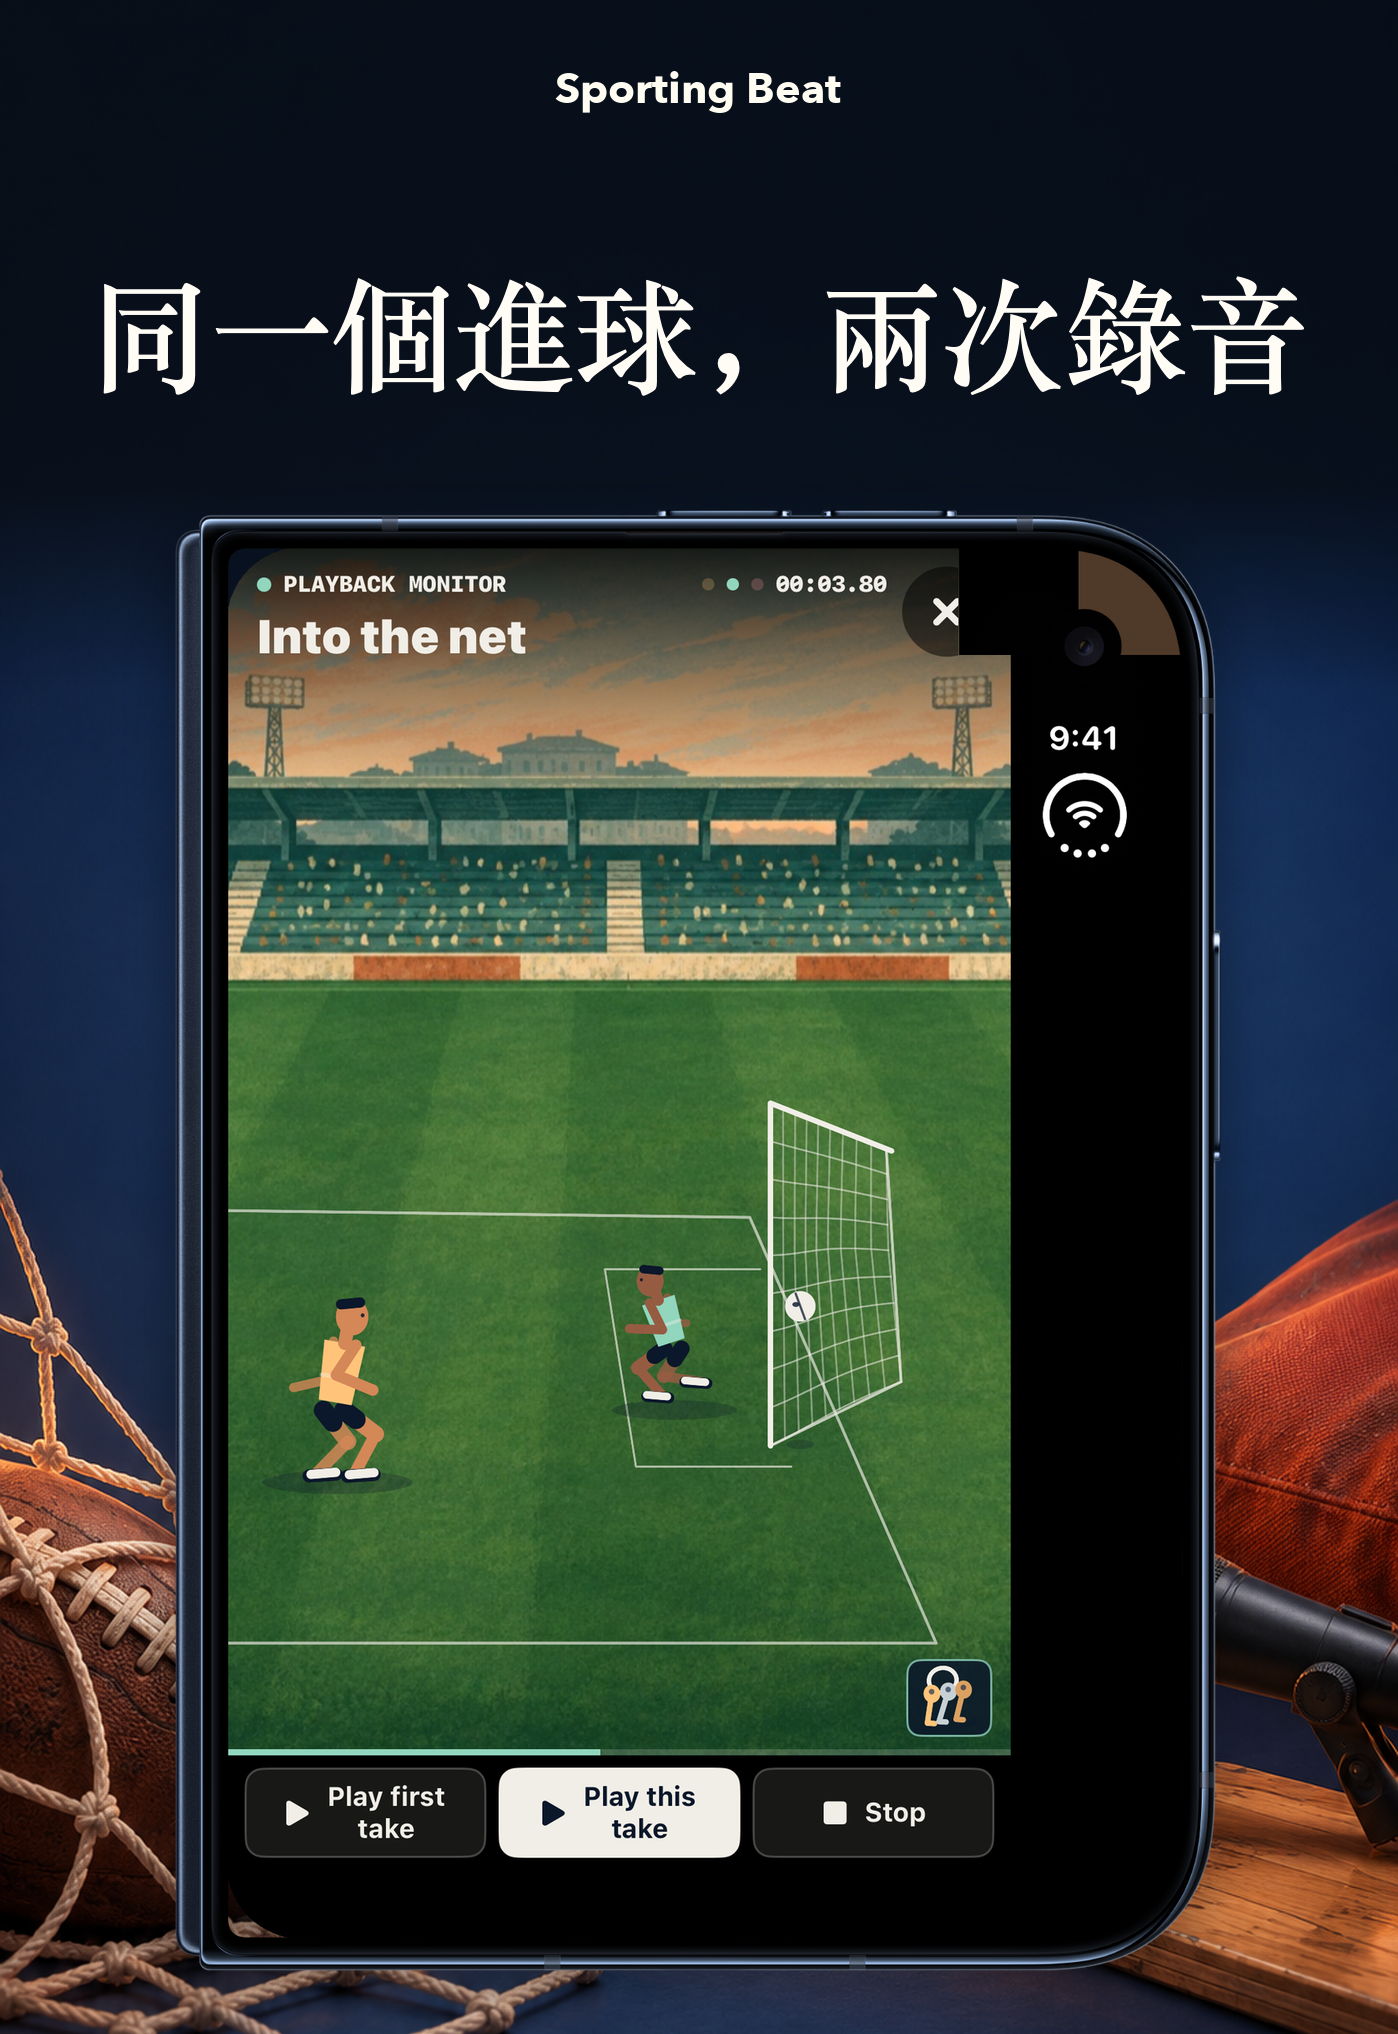 Sporting Beat
同一個進球，兩次錄音
PLAYBACK MONITOR
00:03.80
Into the net
9:41
Play first
take
Play this
take
Stop